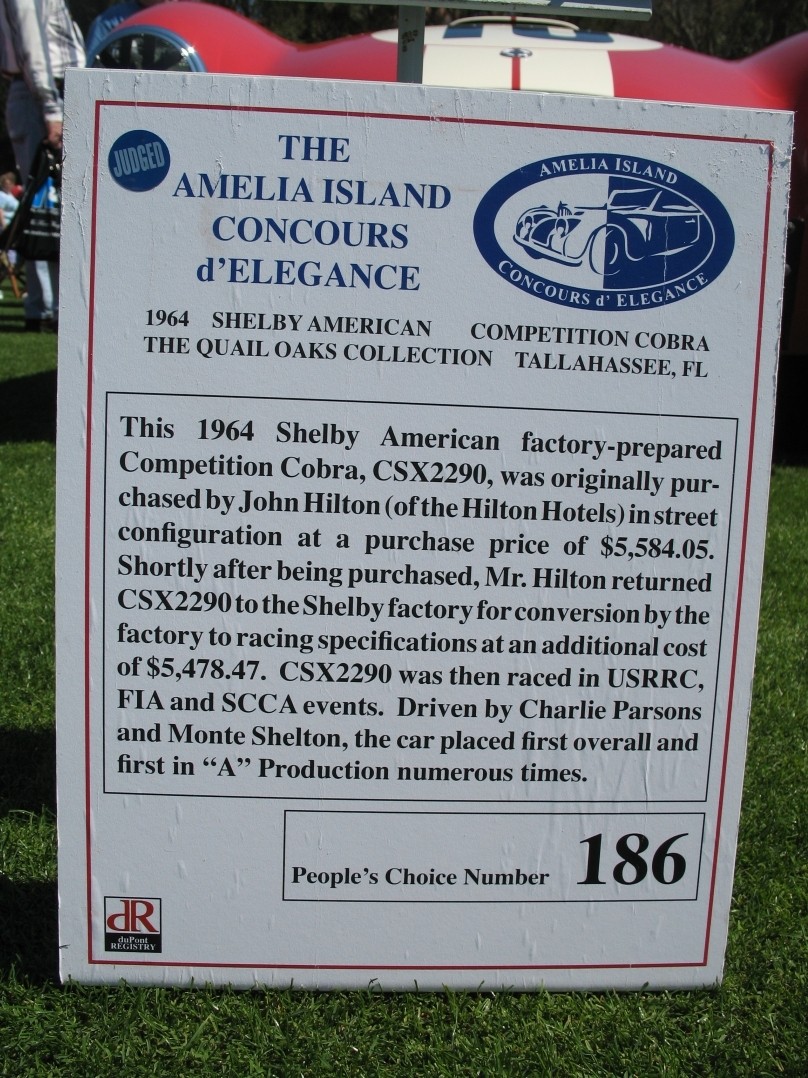 JUDGED
THE
AMELIA ISLAND
CONCOURS
d'ELEGANCE
AMELIA ISLAND
CONCOURS d' ELEGANCE
1964 SHELBY AMERICAN COMPETITION COBRA
THE QUAIL OAKS COLLECTION TALLAHASSEE, FL
This 1964 Shelby American factory-prepared
Competition Cobra, CSX2290, was originally pur-
chased by John Hilton (of the Hilton Hotels) in street
configuration at a purchase price of $5,584.05.
Shortly after being purchased, Mr. Hilton returned
CSX2290 to the Shelby factory for conversion by the
factory to racing specifications at an additional cost
of $5,478.47. CSX2290 was then raced in USRRC,
FIA and SCCA events. Driven by Charlie Parsons
and Monte Shelton, the car placed first overall and
first in “A” Production numerous times.
People's Choice Number 186
dR
duPont
REGISTRY